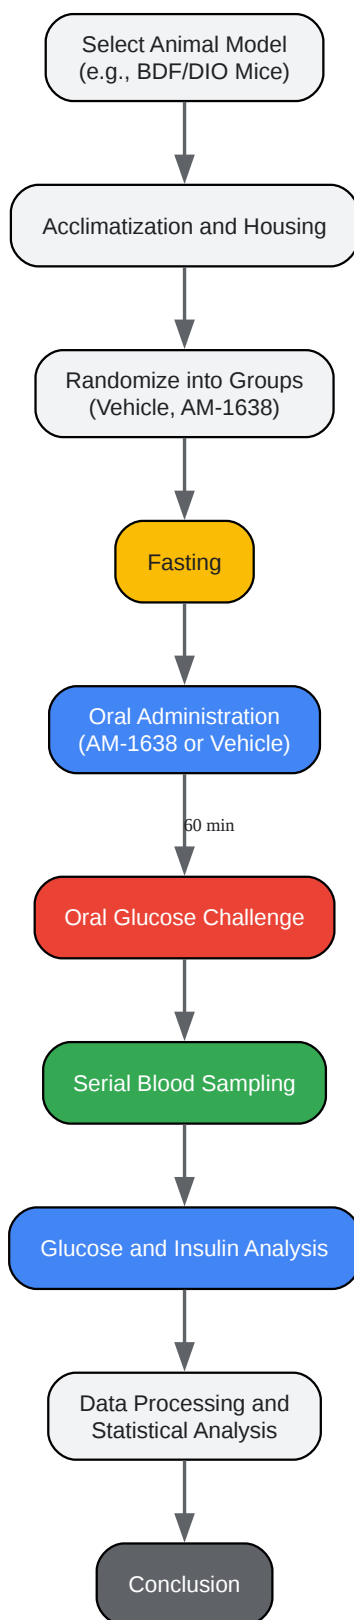 Select Animal Model
(e.g., BDF/DIO Mice)
Acclimatization and Housing
Randomize into Groups
(Vehicle, AM-1638)
Fasting
Oral Administration
(AM-1638 or Vehicle)
60 min
Oral Glucose Challenge
Serial Blood Sampling
Glucose and Insulin Analysis
Data Processing and
Statistical Analysis
Conclusion